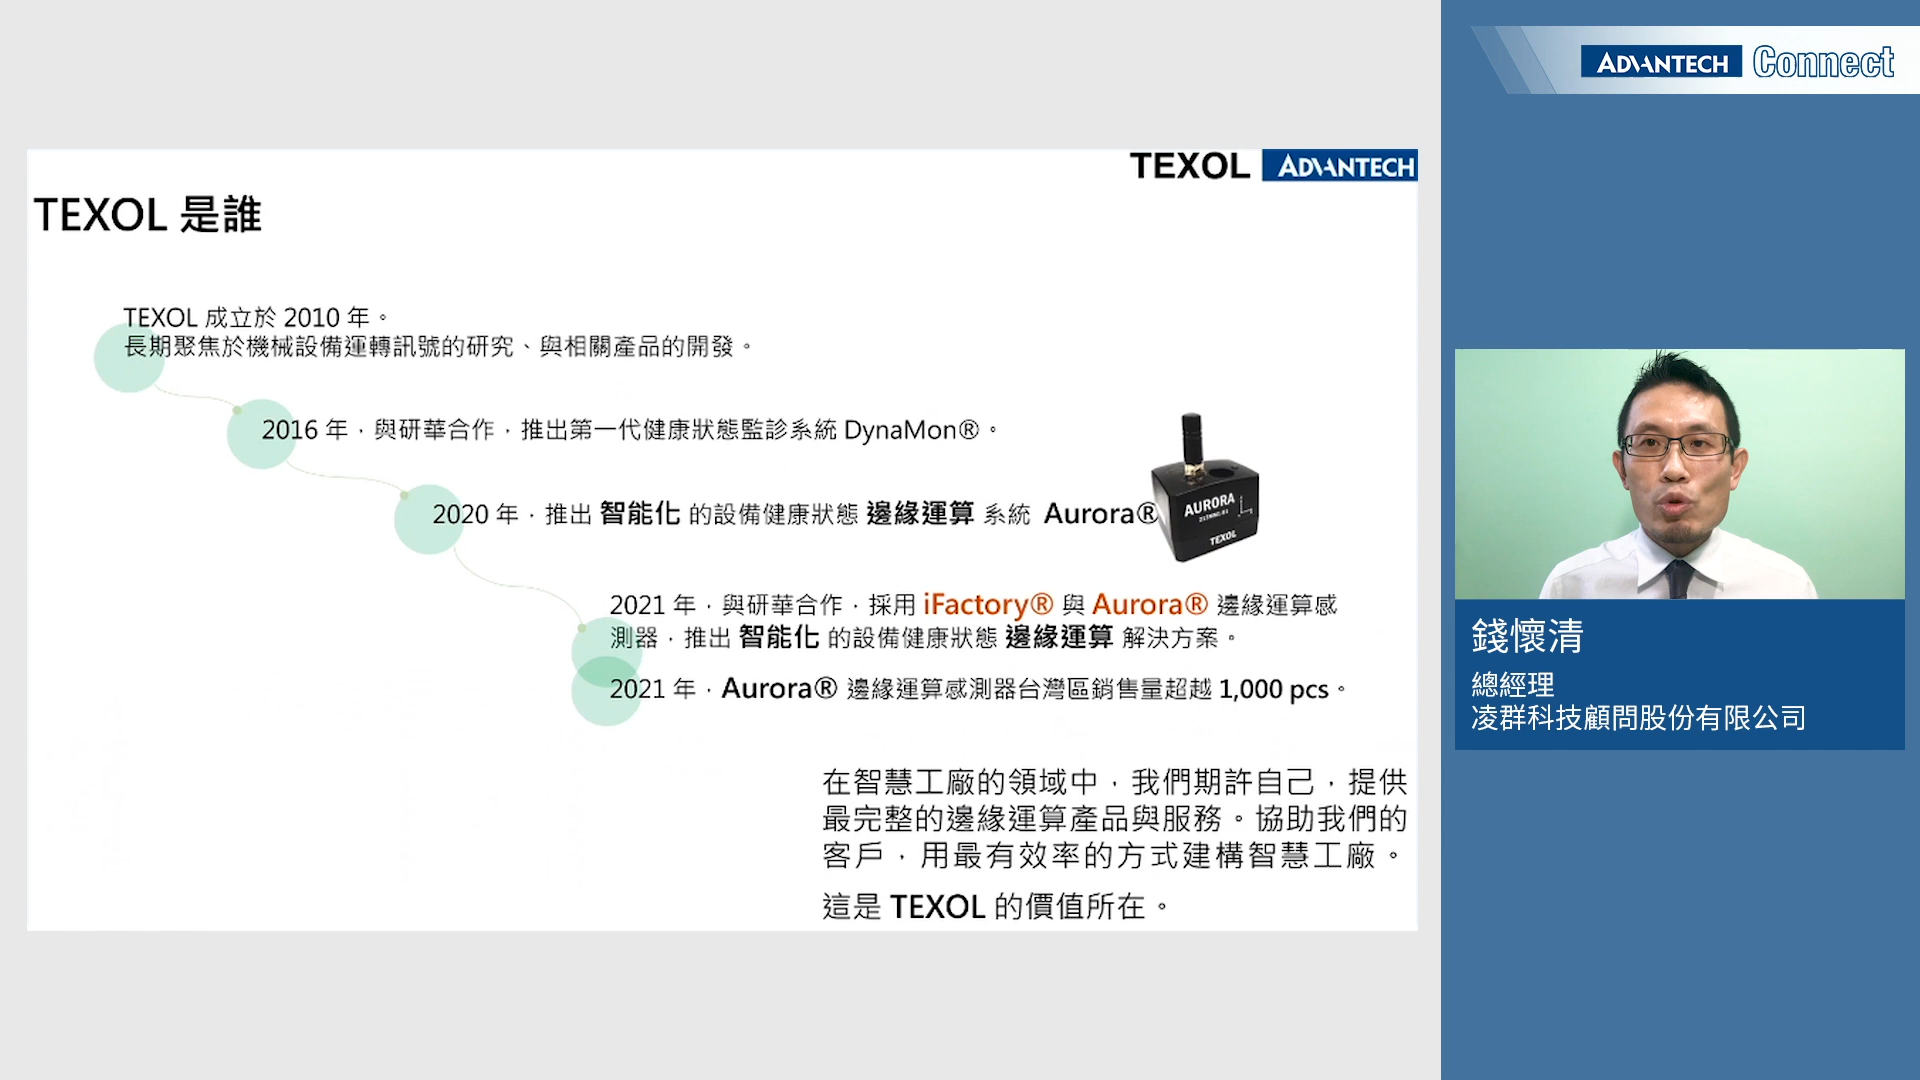 TEXOL ADVANTECH
TEXOL 是誰
TEXOL 成立於 2010 年。
長期聚焦於機械設備運轉訊號的研究、與相關產品的開發。
2016 年，與研華合作，推出第一代健康狀態監診系統 DynaMon®。
2020 年，推出 智能化 的設備健康狀態 邊緣運算 系統 Aurora®
AURORA
TEXOL
2021 年，與研華合作，採用 iFactory® 與 Aurora® 邊緣運算感
測器，推出 智能化 的設備健康狀態 邊緣運算 解決方案。
2021 年，Aurora® 邊緣運算感測器台灣區銷售量超越 1,000 pcs。
在智慧工廠的領域中，我們期許自己，提供
最完整的邊緣運算產品與服務。協助我們的
客戶，用最有效率的方式建構智慧工廠。
這是 TEXOL 的價值所在。
ADVANTECH Connect
錢懷清
總經理
凌群科技顧問股份有限公司